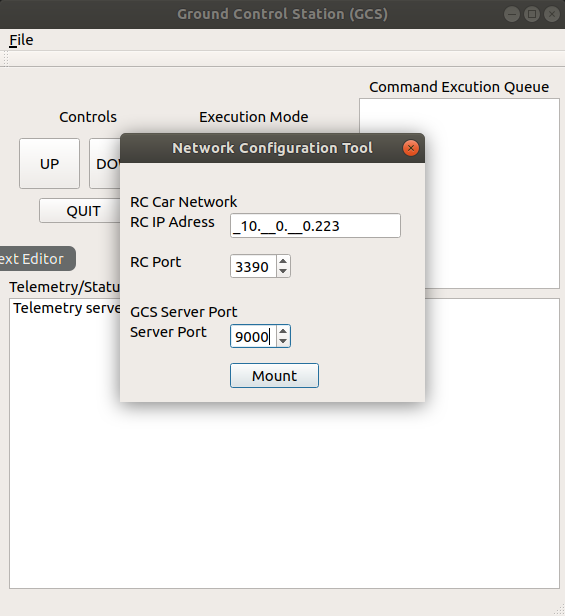 Ground Control Station (GCS)
File
Command Excution Queue
Controls
Execution Mode
UP
DO
QUIT
Network Configuration Tool
RC Car Network
RC IP Adress
_10.__0.__0.223
RC Port
3390
GCS Server Port
Server Port
9000
Mount
ext Editor
Telemetry/Statu
Telemetry serve